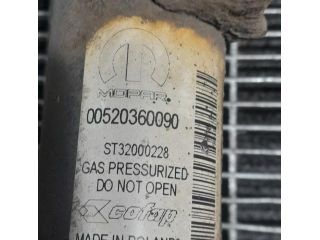 MOPAR.
00520360090
ST32000228
GAS PRESSURIZED
DO NOT OPEN
cofap
MADE IN POLAND